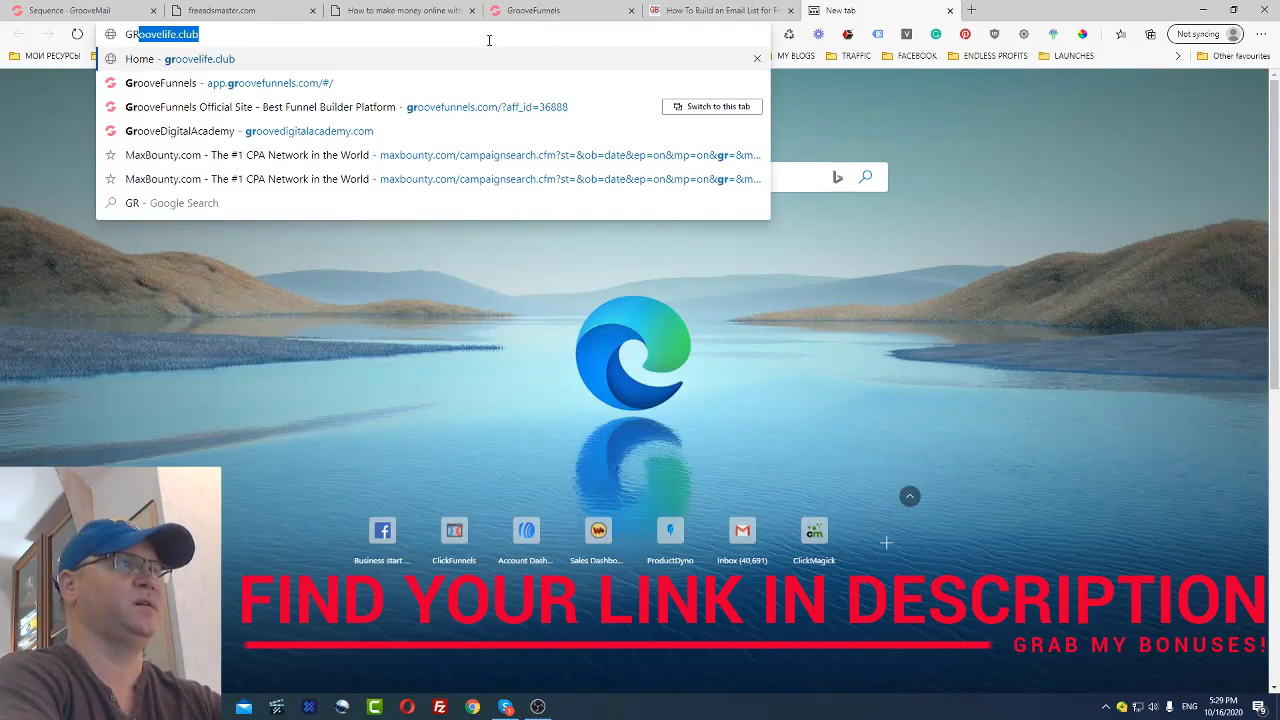 Sequence - GrooveMail
freeadsmaster.com
How to make money online with
GrooveFunnels
How To Build an Email List for Fr
New tab
GRoovelife.club
Not syncing
МОМ РЕСУРСЫ
MY BLOGS
TRAFFIC
FACEBOOK
ENDLESS PROFITS
LAUNCHES
Other favourites
Home - groovelife.club
GrooveFunnels - app.groovefunnels.com/#/
GrooveFunnels Official Site - Best Funnel Builder Platform - groovefunnels.com/?aff_id=36888
Switch to this tab
GrooveDigitalAcademy - groovedigitalacademy.com
MaxBounty.com - The #1 CPA Network in the World - maxbounty.com/campaignsearch.cfm?st=&ob=date&ep=on&mp=on&gr=&m...
MaxBounty.com - The #1 CPA Network in the World - maxbounty.com/campaignsearch.cfm?st=&ob=date&ep=on&mp=on&gr=&m...
GR - Google Search
Business start ...
ClickFunnels
Account Dash...
Sales Dashbo...
ProductDyno
Inbox (40,691)
ClickMagick
FIND YOUR LINK IN DESCRIPTION
GRAB MY BONUSES!
ENG
5:29 PM
10/16/2020